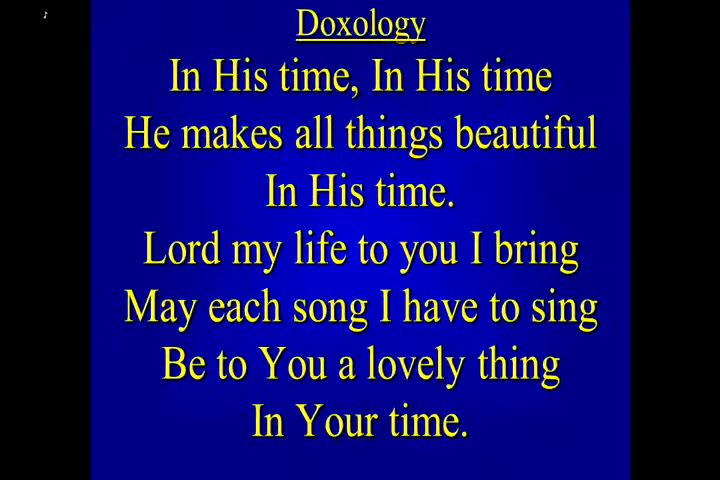 Doxology
In His time, In His time
He makes all things beautiful
In His time.
Lord my life to you I bring
May each song I have to sing
Be to You a lovely thing
In Your time.